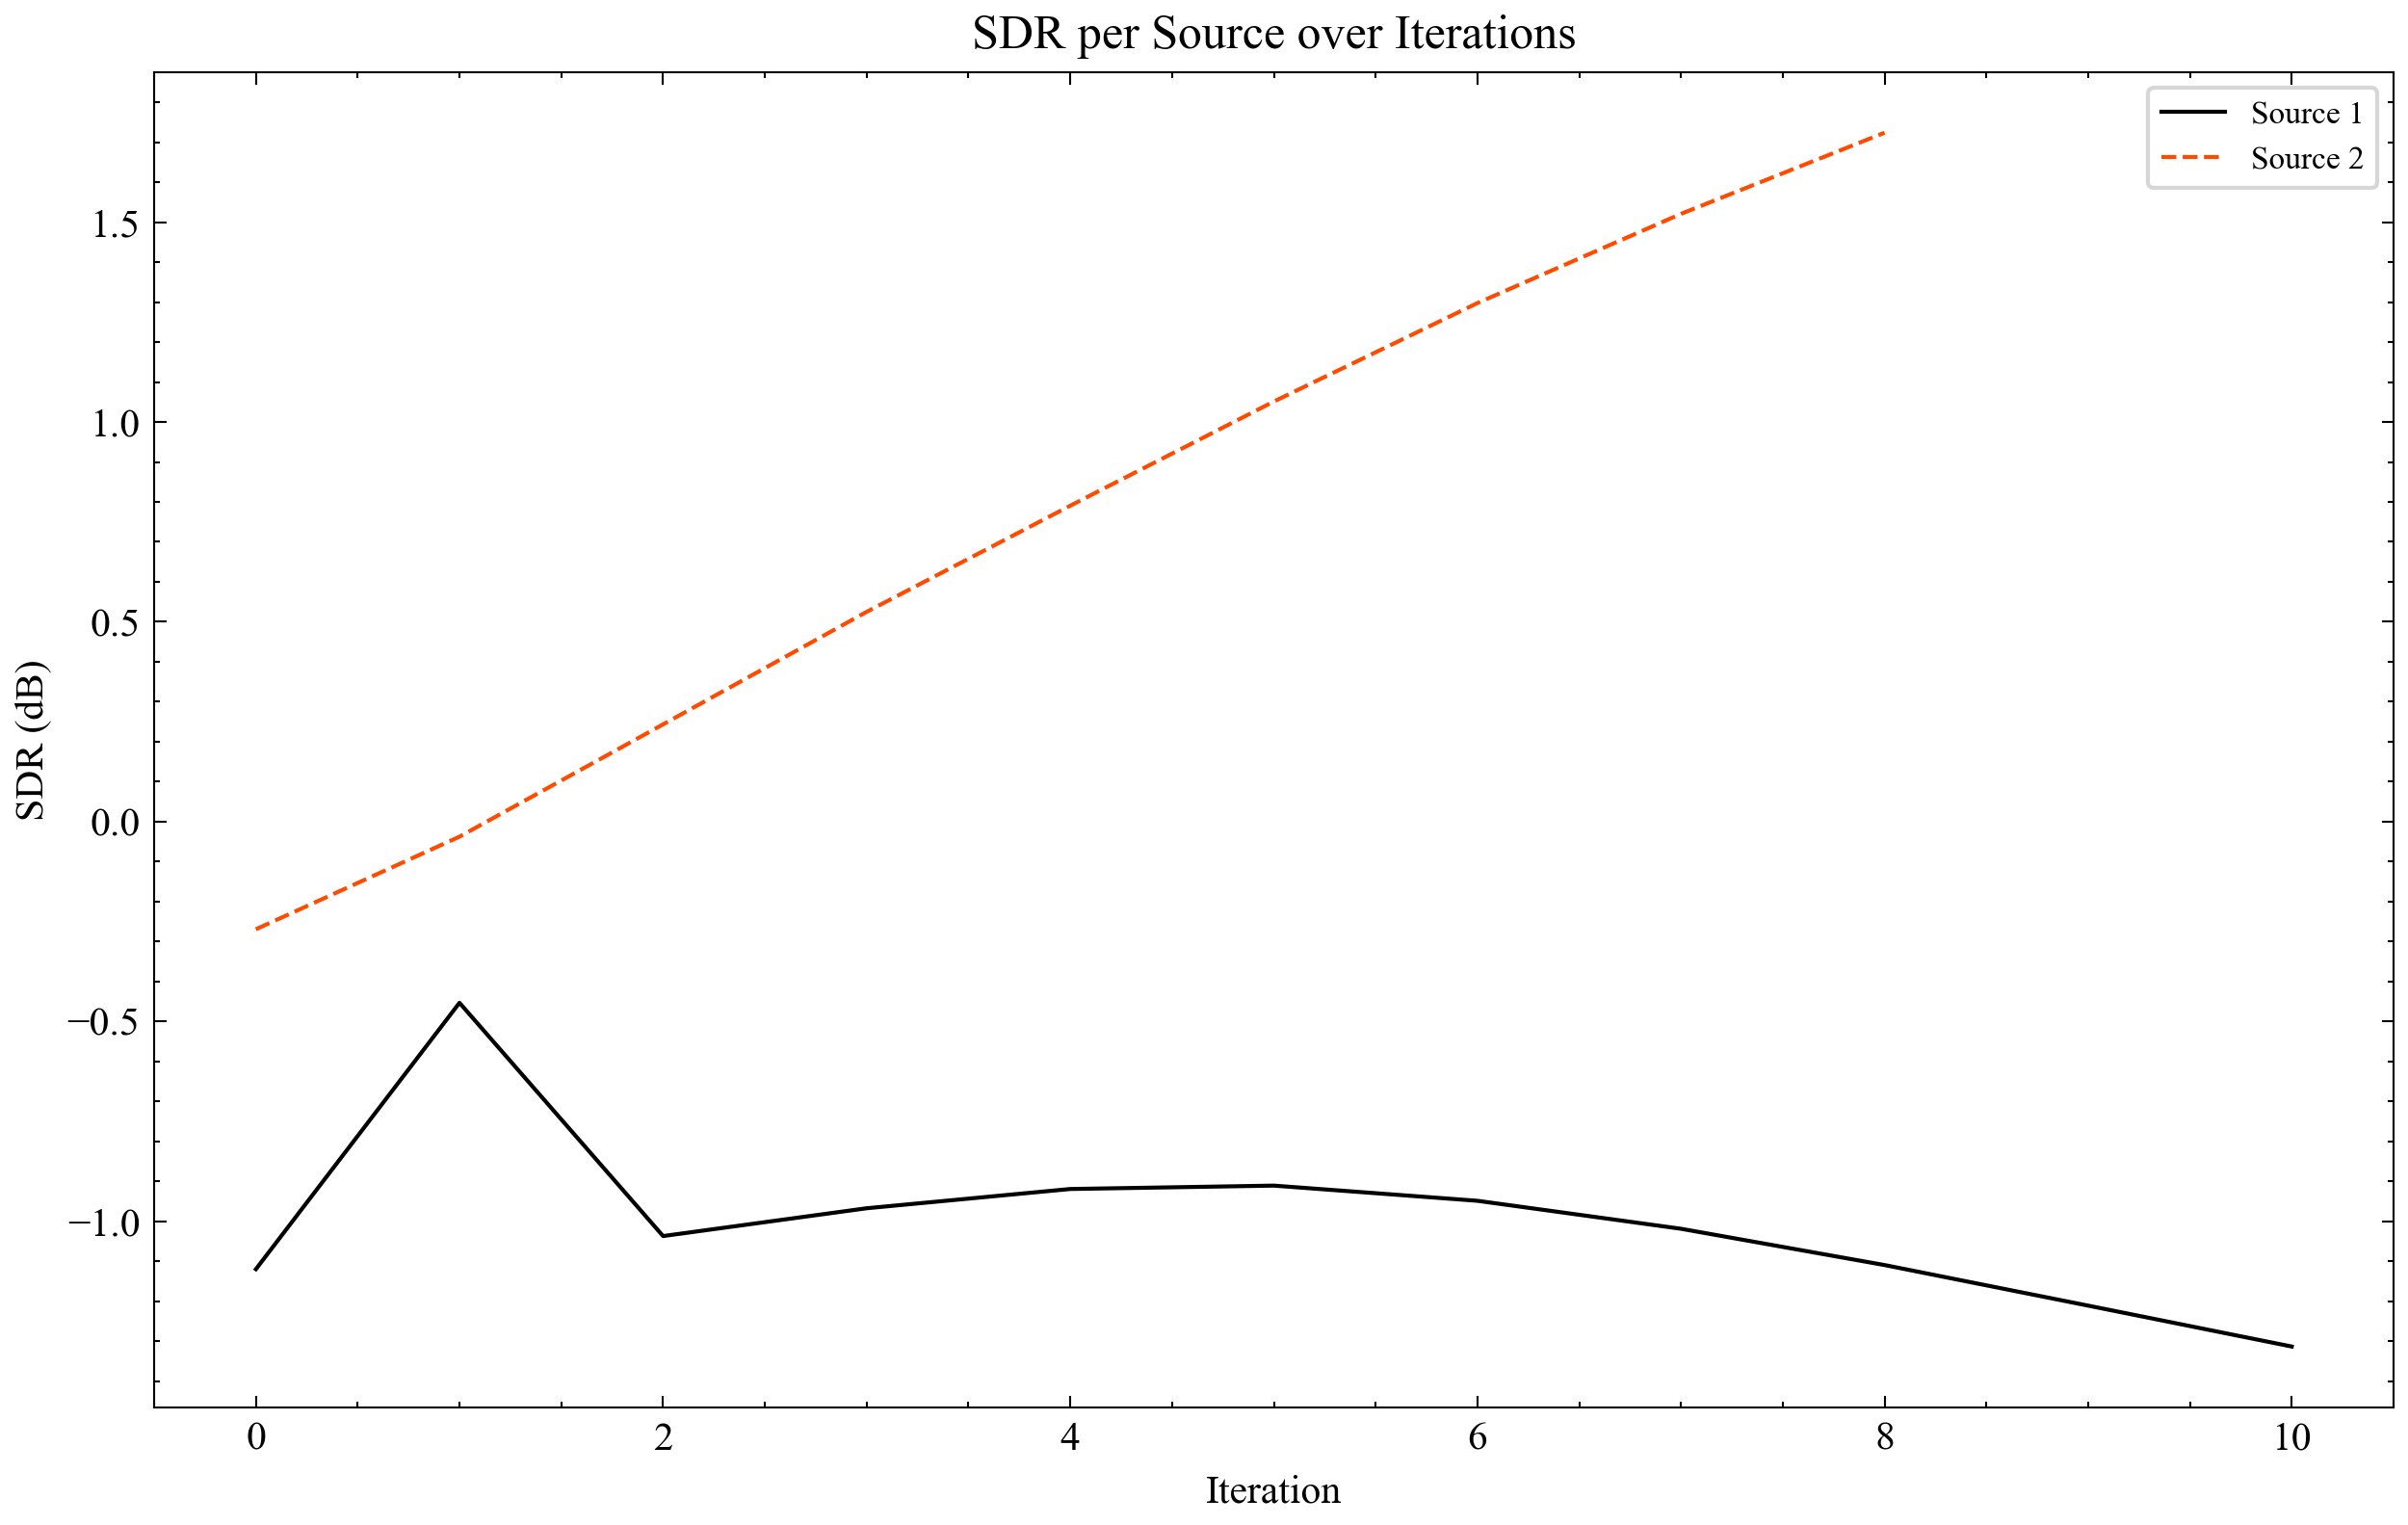 SDR per Source over Iterations
Source 1
Source 2
1.5
1.0
0.5
0.0
−0.5
−1.0
SDR (dB)
0 2 4 6 8 10
Iteration